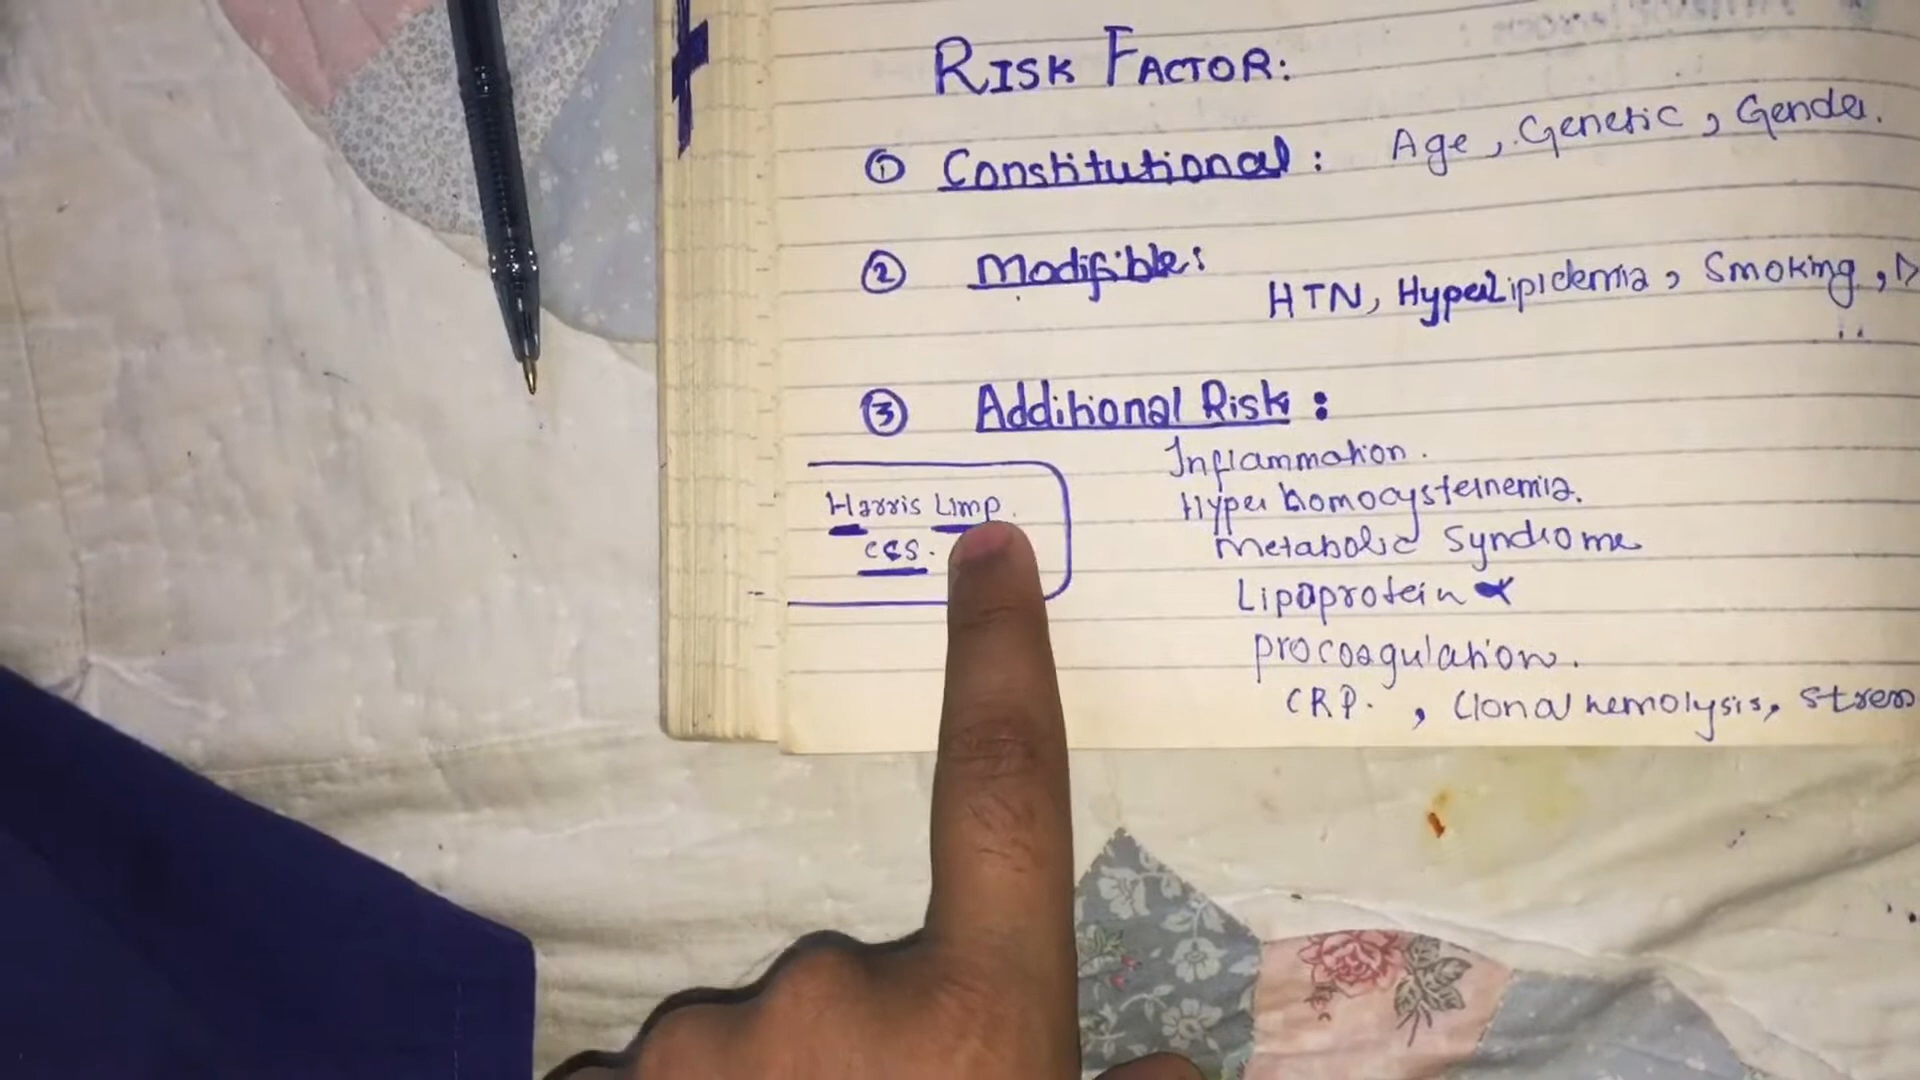 RISK FACTOR:
① Constitutional : Age, Genetic, Gender.
② Modifible: HTN, Hyperlipidemia, Smoking, D
③ Additional Risk :
Inflammation.
Hyper homocysteinemia.
Metabolic Syndrome
Lipoprotein
procoagulation.
CRP. , Clonal hemolysis, stress
Harris Limp.
CCS.